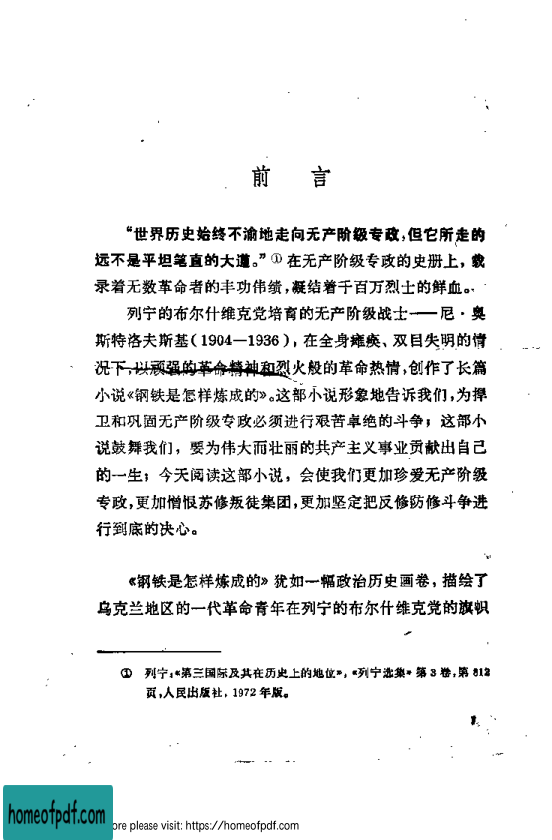 前 言
“世界历史始终不渝地走向无产阶级专政,但它所走的
远不是平坦笔直的大道。”① 在无产阶级专政的史册上，载
录着无数革命者的丰功伟绩,凝结着千百万烈士的鲜血。
列宁的布尔什维克党培育的无产阶级战士——尼·奥
斯特洛夫斯基(1904—1936)，在全身瘫痪、双目失明的情
况下,以顽强的革命精神和烈火般的革命热情,创作了长篇
小说《钢铁是怎样炼成的》。这部小说形象地告诉我们,为捍
卫和巩固无产阶级专政必须进行艰苦卓绝的斗争；这部小
说鼓舞我们，要为伟大而壮丽的共产主义事业贡献出自己
的一生；今天阅读这部小说，会使我们更加珍爱无产阶级
专政,更加憎恨苏修叛徒集团,更加坚定把反修防修斗争进
行到底的决心。
《钢铁是怎样炼成的》犹如一幅政治历史画卷，描绘了
乌克兰地区的一代革命青年在列宁的布尔什维克党的旗帜
① 列宁:《第三国际及其在历史上的地位》，《列宁选集》第3卷,第812
页,人民出版社，1972年版。
1
homeofpdf.com
ore please visit: https://homeofpdf.com